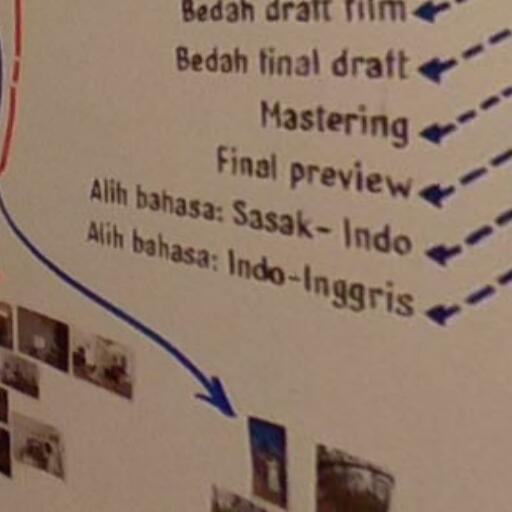 Bedah draft film
Bedah final draft
Mastering
Final preview
Alih bahasa: Sasak- Indo
Alih bahasa: Indo-Inggris